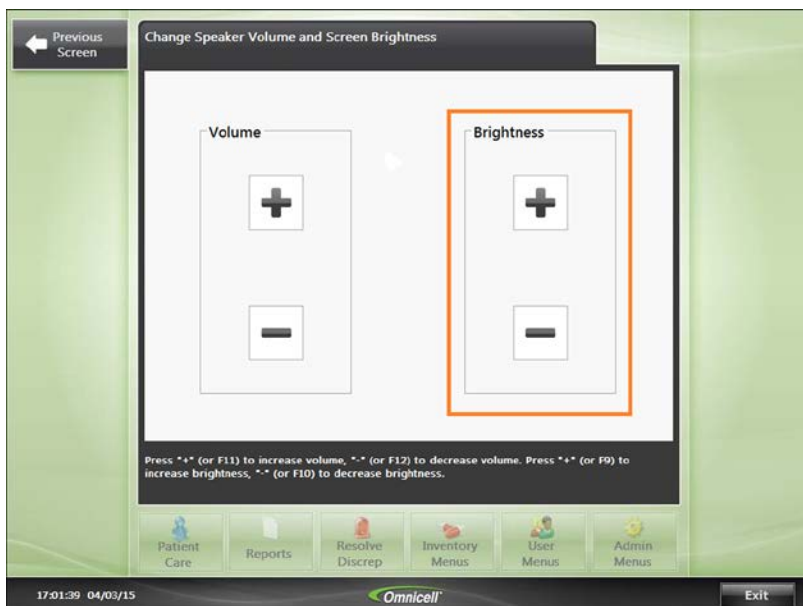 Previous
Screen
Change Speaker Volume and Screen Brightness
Volume
Brightness
+
+
-
-
Press "+" (or F11) to increase volume, "-" (or F12) to decrease volume. Press "+" (or F9) to
increase brightness, "-" (or F10) to decrease brightness.
Patient
Care
Reports
Resolve
Discrep
Inventory
Menus
User
Menus
Admin
Menus
17:01:39 04/03/15
Omnicell
Exit